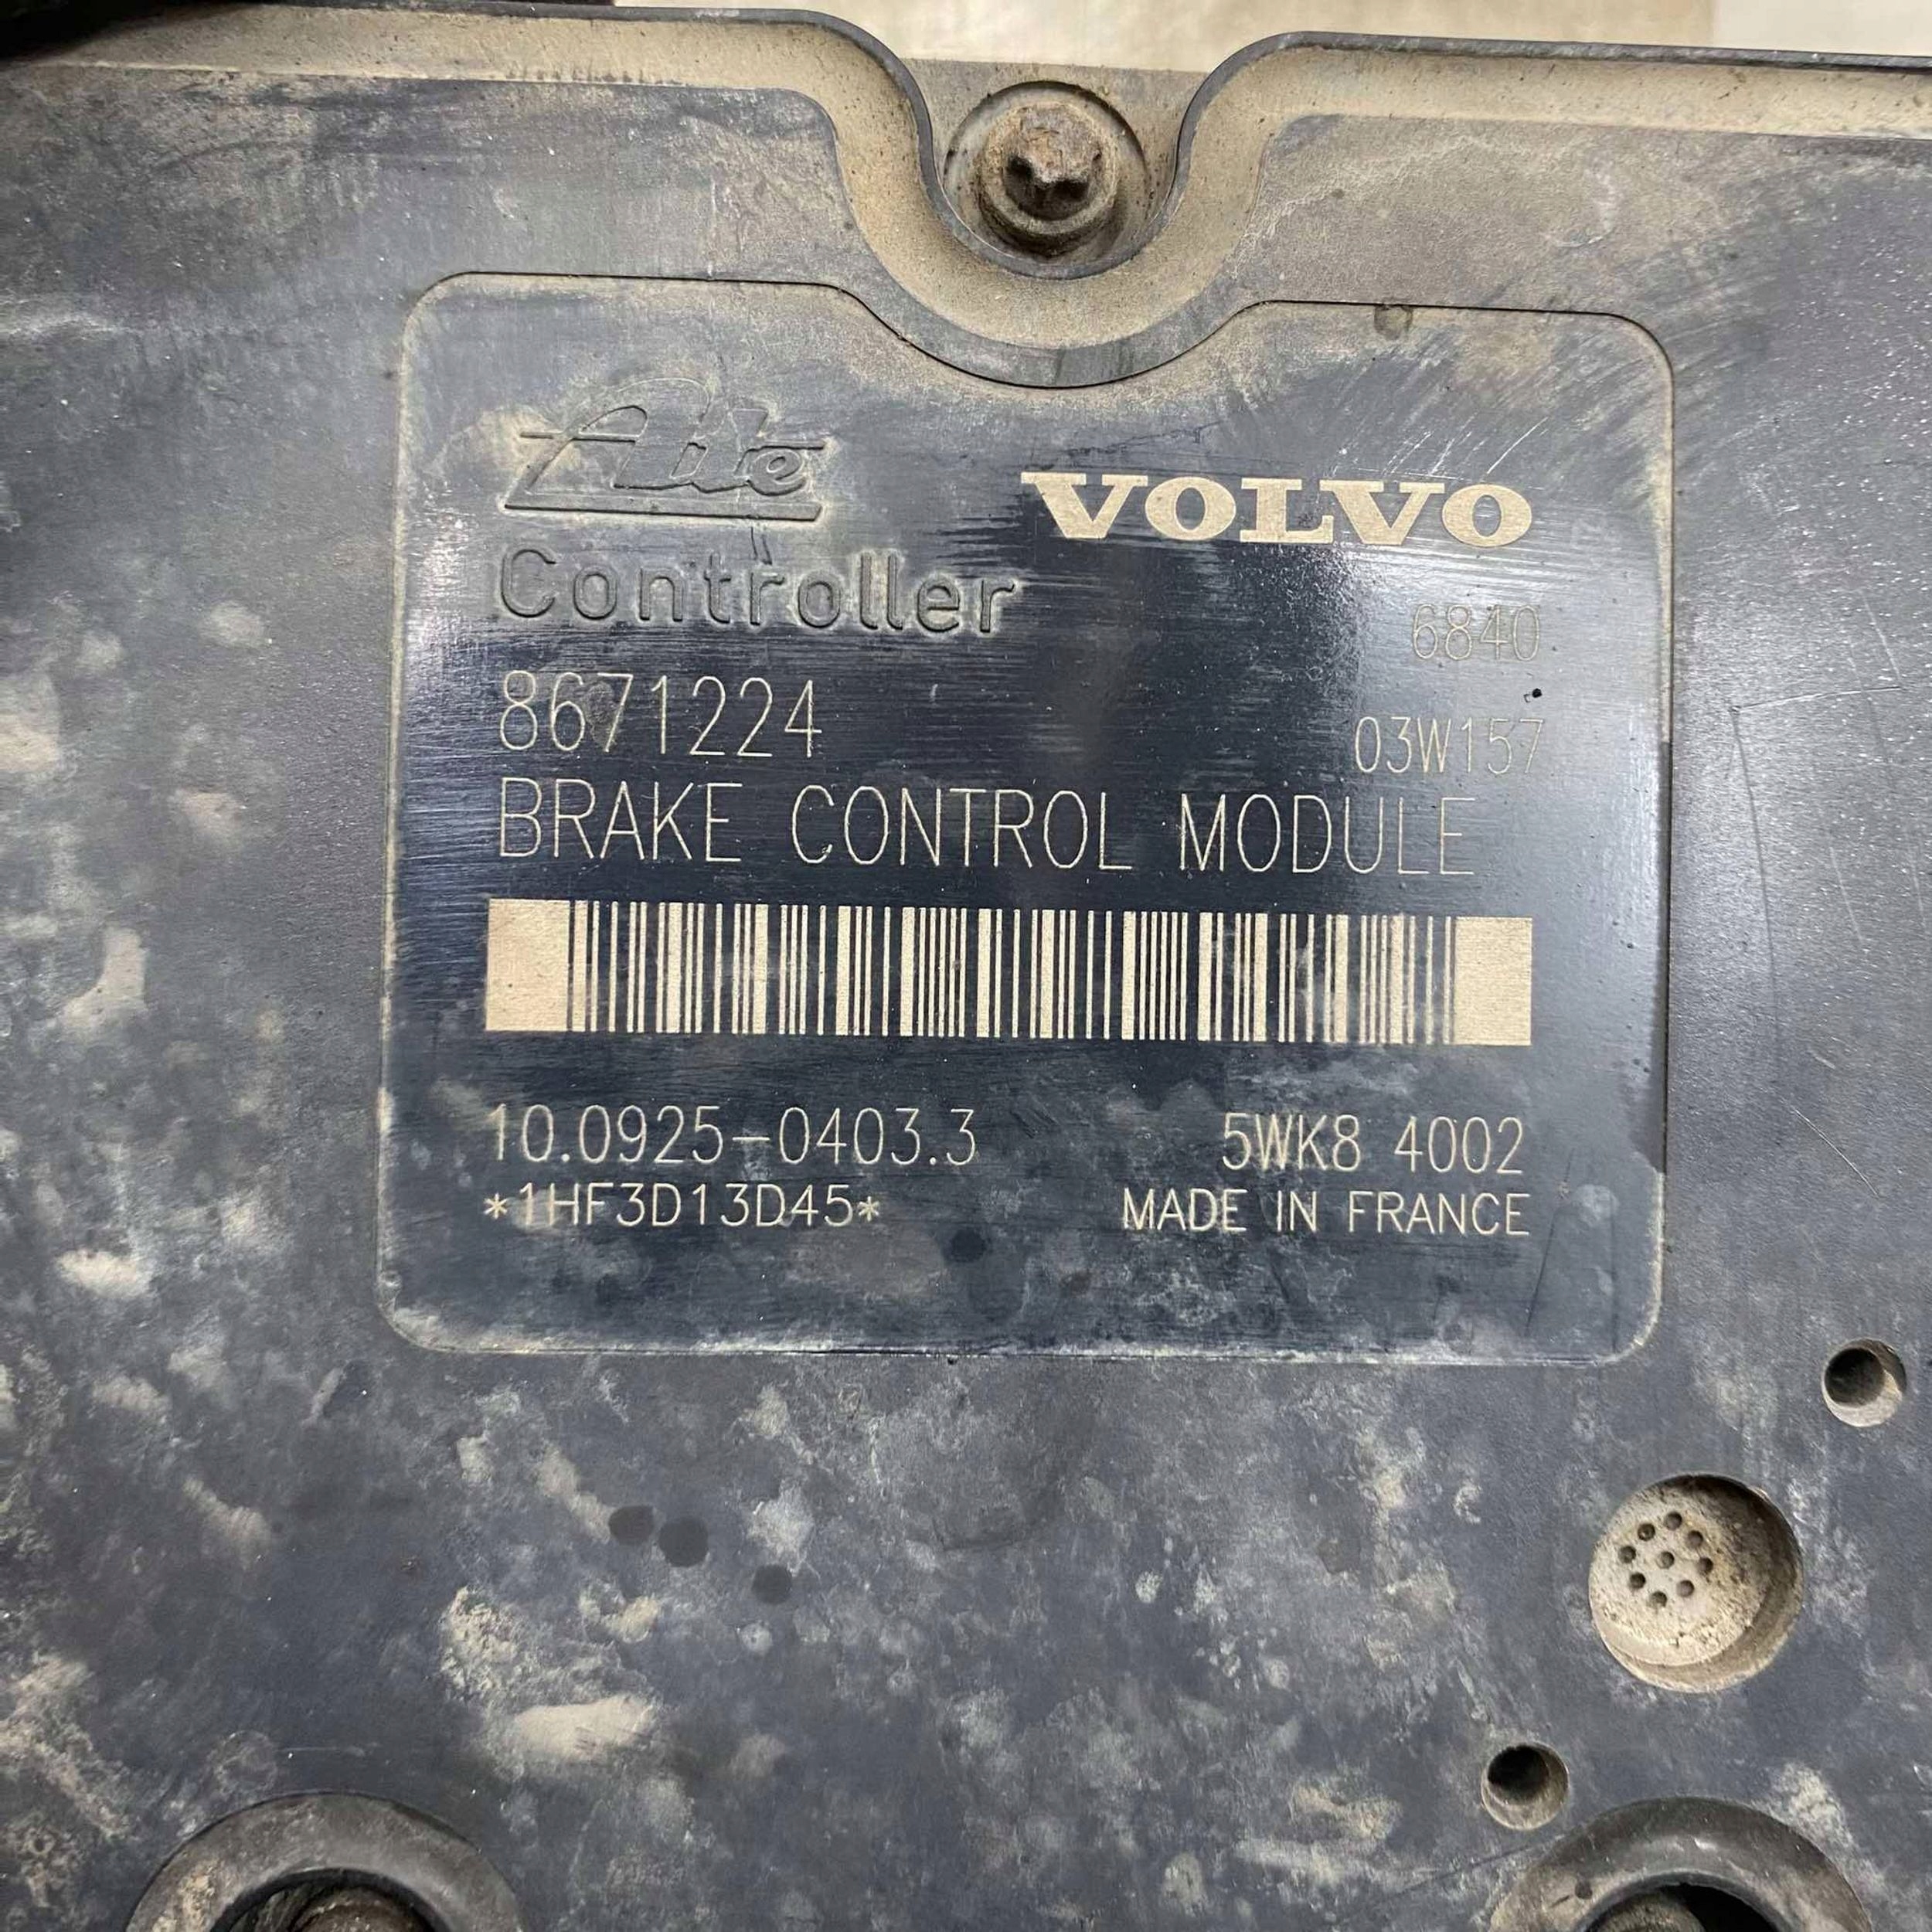 Ate VOLVO
Controller
6840
8671224
03W157
BRAKE CONTROL MODULE
10.0925-0403.3 5WK8 4002
*1HF3D13D45* MADE IN FRANCE